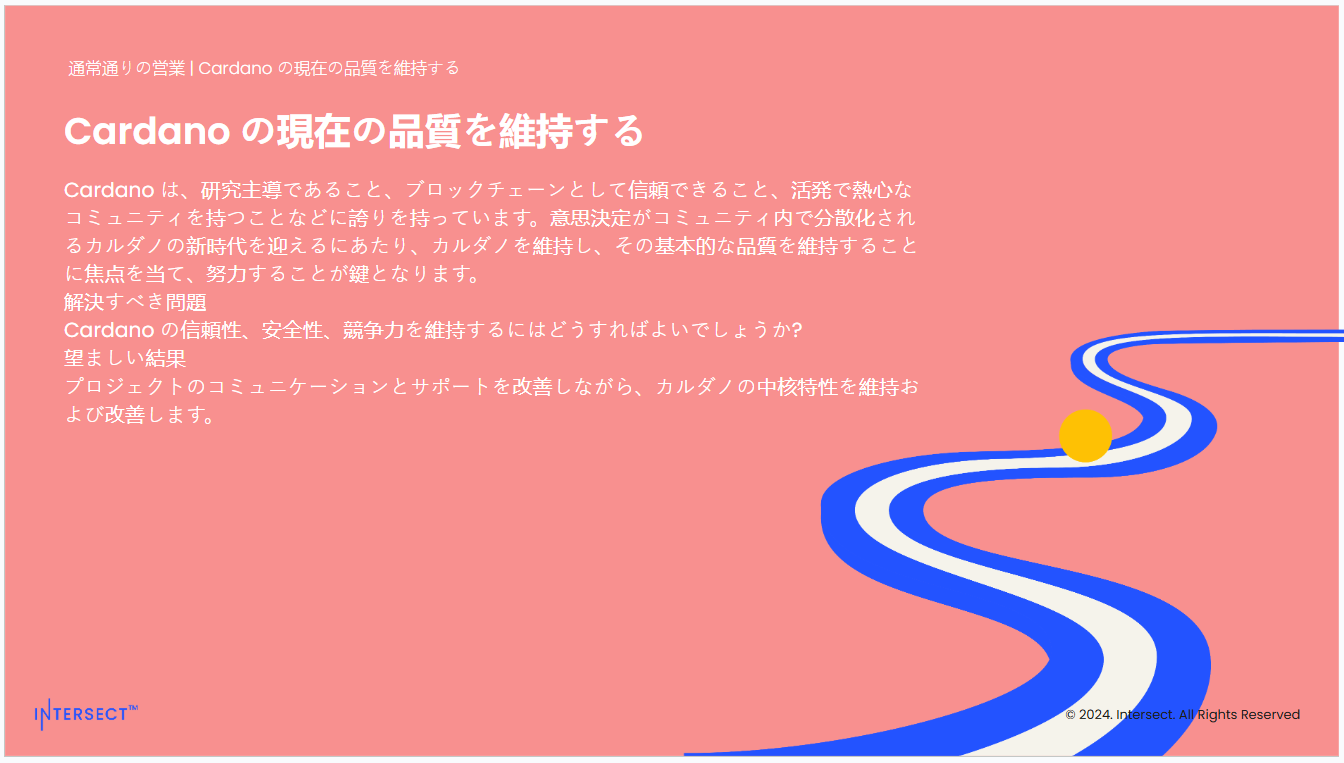 通常通りの営業 | Cardano の現在の品質を維持する
Cardano の現在の品質を維持する
Cardano は、研究主導であること、ブロックチェーンとして信頼できること、活発で熱心な
コミュニティを持つことなどに誇りを持っています。意思決定がコミュニティ内で分散化され
るカルダノの新時代を迎えるにあたり、カルダノを維持し、その基本的な品質を維持すること
に焦点を当て、努力することが鍵となります。
解決すべき問題
Cardano の信頼性、安全性、競争力を維持するにはどうすればよいでしょうか?
望ましい結果
プロジェクトのコミュニケーションとサポートを改善しながら、カルダノの中核特性を維持お
よび改善します。
INTERSECT™
© 2024. Intersect. All Rights Reserved